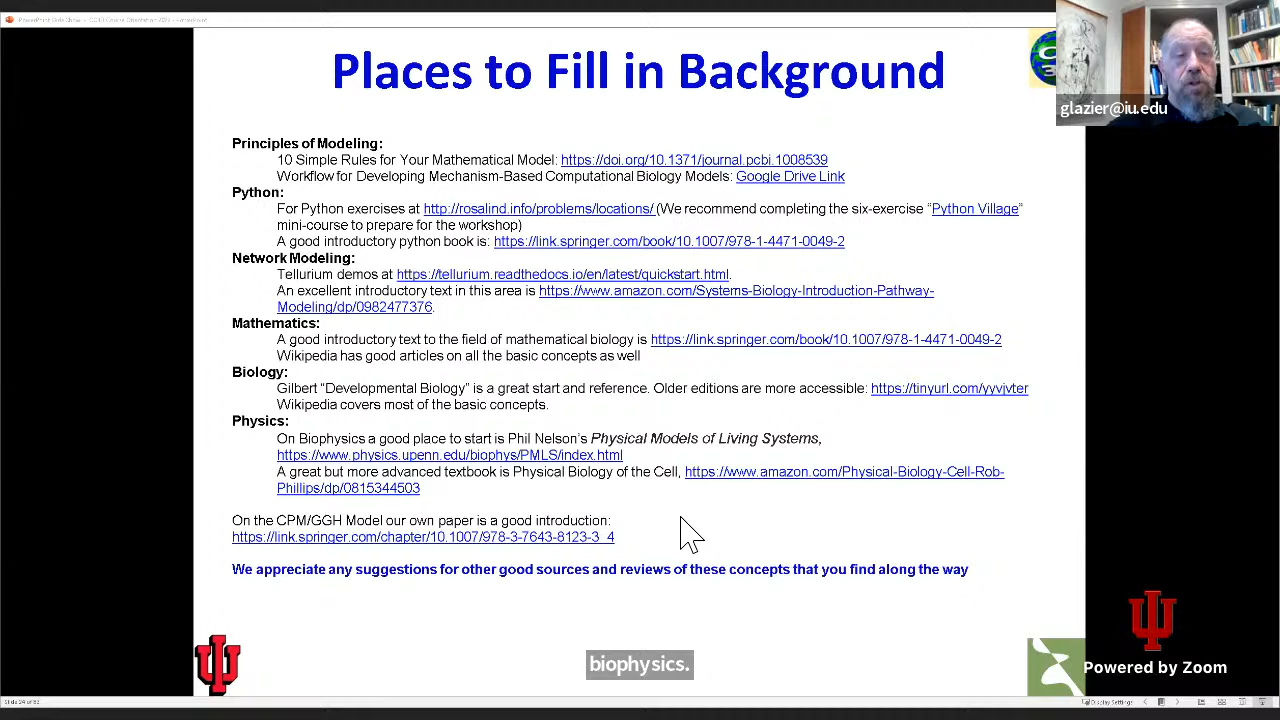 Places to Fill in Background
glazier@iu.edu
Principles of Modeling:
10 Simple Rules for Your Mathematical Model: https://doi.org/10.1371/journal.pcbi.1008539
Workflow for Developing Mechanism-Based Computational Biology Models: Google Drive Link
Python:
For Python exercises at http://rosalind.info/problems/locations/ (We recommend completing the six-exercise “Python Village”
mini-course to prepare for the workshop)
A good introductory python book is: https://link.springer.com/book/10.1007/978-1-4471-0049-2
Network Modeling:
Tellurium demos at https://tellurium.readthedocs.io/en/latest/quickstart.html.
An excellent introductory text in this area is https://www.amazon.com/Systems-Biology-Introduction-Pathway-
Modeling/dp/0982477376.
Mathematics:
A good introductory text to the field of mathematical biology is https://link.springer.com/book/10.1007/978-1-4471-0049-2
Wikipedia has good articles on all the basic concepts as well
Biology:
Gilbert “Developmental Biology” is a great start and reference. Older editions are more accessible: https://tinyurl.com/yyvjvter
Wikipedia covers most of the basic concepts.
Physics:
On Biophysics a good place to start is Phil Nelson’s Physical Models of Living Systems,
https://www.physics.upenn.edu/biophys/PMLS/index.html
A great but more advanced textbook is Physical Biology of the Cell, https://www.amazon.com/Physical-Biology-Cell-Rob-
Phillips/dp/0815344503
On the CPM/GGH Model our own paper is a good introduction:
https://link.springer.com/chapter/10.1007/978-3-7643-8123-3_4
We appreciate any suggestions for other good sources and reviews of these concepts that you find along the way
biophysics.
Powered by Zoom
Slide 24 of 83
Display Settings